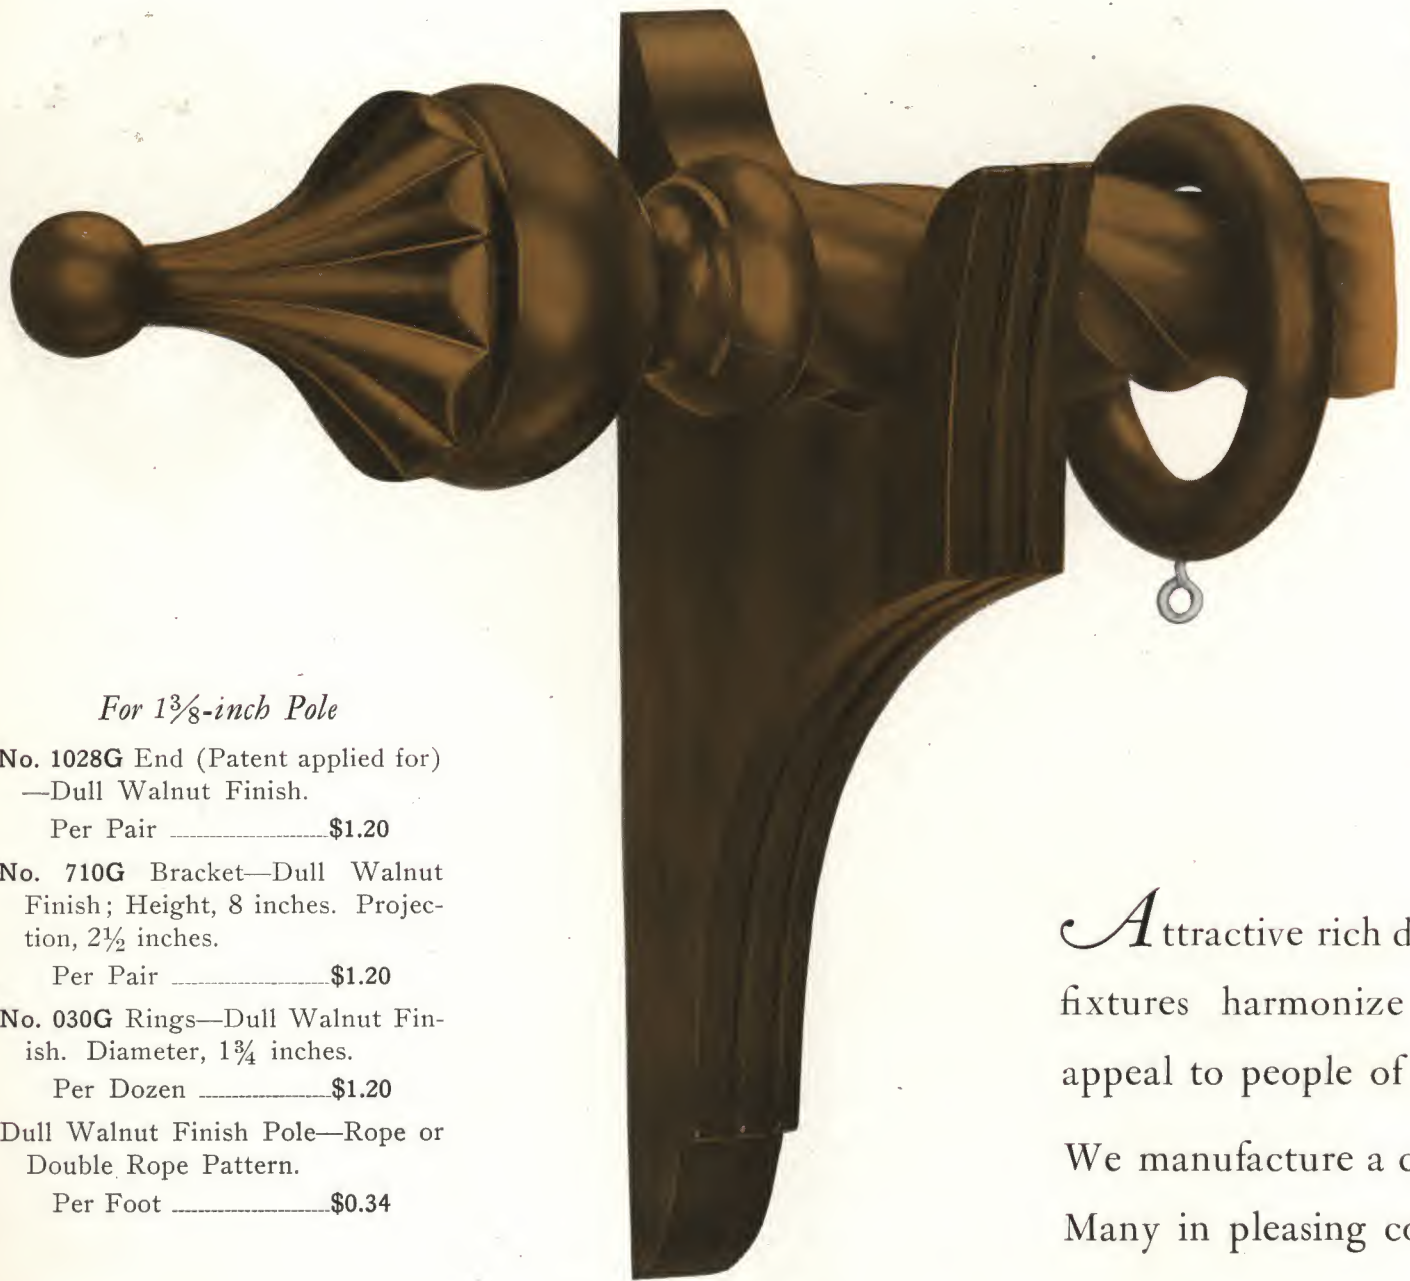 For 1⅜-inch Pole
No. 1028G End (Patent applied for)
—Dull Walnut Finish.
Per Pair $1.20
No. 710G Bracket—Dull Walnut
Finish; Height, 8 inches. Projec-
tion, 2½ inches.
Per Pair $1.20
No. 030G Rings—Dull Walnut Fin-
ish. Diameter, 1¾ inches.
Per Dozen $1.20
Dull Walnut Finish Pole—Rope or
Double Rope Pattern.
Per Foot $0.34
Attractive rich d
fixtures harmonize
appeal to people of
We manufacture a
Many in pleasing co